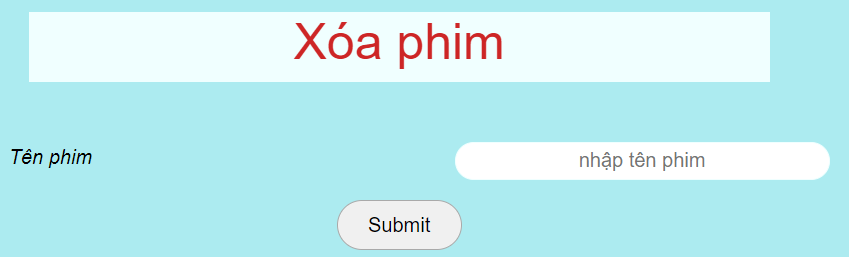 Xóa phim
Tên phim
nhập tên phim
Submit